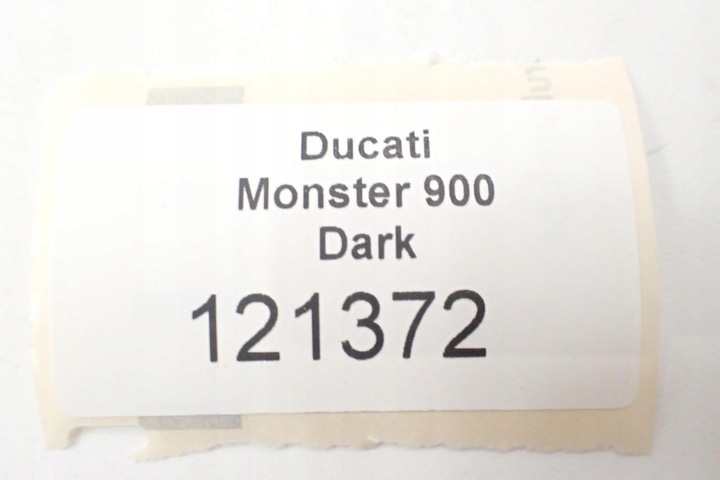 Ducati
Monster 900
Dark
121372